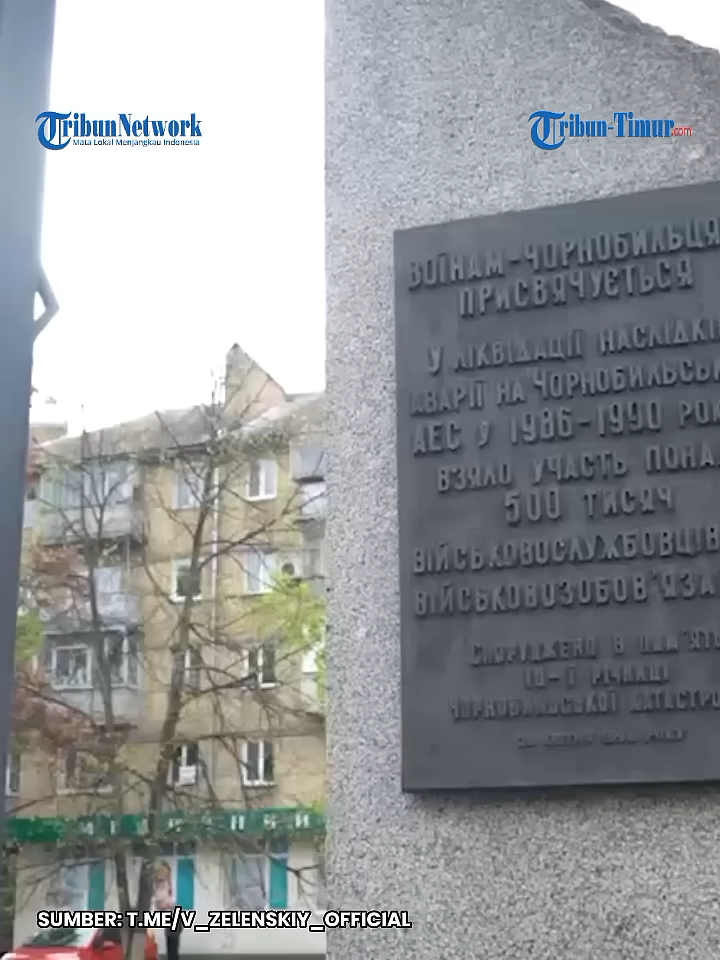 TribunNetwork
Mata Lokal Menjangkau Indonesia
Tribun-Timur.com
ВОЇНАМ-ЧОРНОБИЛЬЦЯ
ПРИСВЯЧУЄТЬСЯ
У ЛІКВІДАЦІЇ НАСЛІДКІ
АВАРІЇ НА ЧОРНОБИЛЬСЬК
АЕС У 1986-1990 РОК
ВЗЯЛО УЧАСТЬ ПОНА
500 ТИСЯЧ
ВІЙСЬКОВОСЛУЖБОВЦІВ
ВІЙСЬКОВОЗОБОВ'ЯЗА
СПОРУДЖЕНО В ПАМ'ЯТЬ
10-Ї РІЧНИЦІ
ЧОРНОБИЛЬСЬКОЇ КАТАСТРО
SUMBER: T.ME/V_ZELENSKIY_OFFICIAL